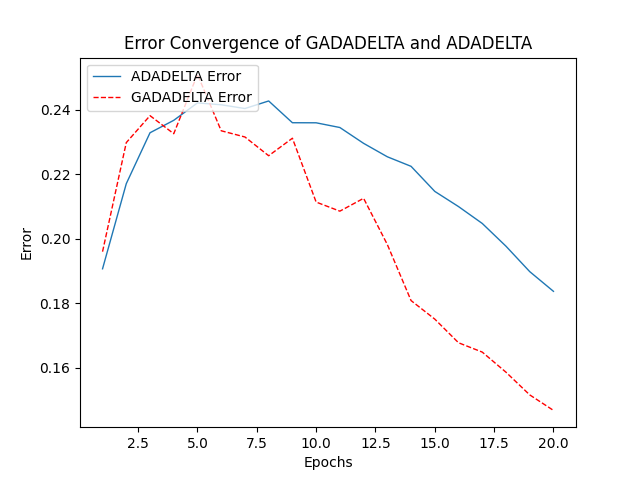 Error Convergence of GADADELTA and ADADELTA
ADADELTA Error
GADADELTA Error
0.24
0.22
0.20
0.18
0.16
Error
2.5 5.0 7.5 10.0 12.5 15.0 17.5 20.0
Epochs